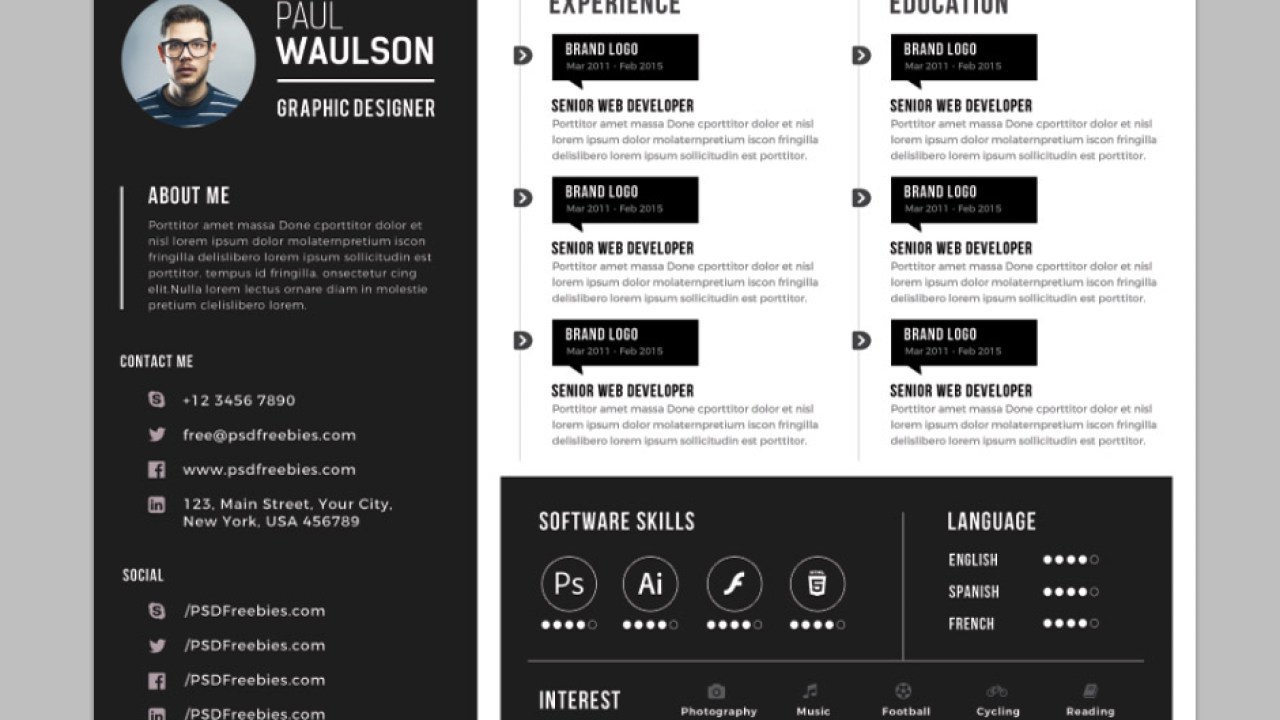 PAUL
WAULSON
GRAPHIC DESIGNER
ABOUT ME
Porttitor amet massa Done cporttitor dolor et
nisl lorem ipsum dolor molaternpretium iscon
fringilla delislibero lorem ipsum sollicitudin est
porttitor. tempus id fringilla. onsectetur cing
elit.Nulla lorem lectus ornare diam in molestie
pretium clelislibero lorem.
CONTACT ME
+12 3456 7890
free@psdfreebies.com
www.psdfreebies.com
123, Main Street, Your City,
New York, USA 456789
SOCIAL
/PSDFreebies.com
/PSDFreebies.com
/PSDFreebies.com
/PSDFreebies.com
EXPERIENCE
BRAND LOGO
Mar 2011 - Feb 2015
SENIOR WEB DEVELOPER
Porttitor amet massa Done cporttitor dolor et nisl
lorem ipsum dolor molaternpretium iscon fringilla
delislibero lorem ipsum sollicitudin est porttitor.
BRAND LOGO
Mar 2011 - Feb 2015
SENIOR WEB DEVELOPER
Porttitor amet massa Done cporttitor dolor et nisl
lorem ipsum dolor molaternpretium iscon fringilla
delislibero lorem ipsum sollicitudin est porttitor.
BRAND LOGO
Mar 2011 - Feb 2015
SENIOR WEB DEVELOPER
Porttitor amet massa Done cporttitor dolor et nisl
lorem ipsum dolor molaternpretium iscon fringilla
delislibero lorem ipsum sollicitudin est porttitor.
EDUCATION
BRAND LOGO
Mar 2011 - Feb 2015
SENIOR WEB DEVELOPER
Porttitor amet massa Done cporttitor dolor et nisl
lorem ipsum dolor molaternpretium iscon fringilla
delislibero lorem ipsum sollicitudin est porttitor.
BRAND LOGO
Mar 2011 - Feb 2015
SENIOR WEB DEVELOPER
Porttitor amet massa Done cporttitor dolor et nisl
lorem ipsum dolor molaternpretium iscon fringilla
delislibero lorem ipsum sollicitudin est porttitor.
BRAND LOGO
Mar 2011 - Feb 2015
SENIOR WEB DEVELOPER
Porttitor amet massa Done cporttitor dolor et nisl
lorem ipsum dolor molaternpretium iscon fringilla
delislibero lorem ipsum sollicitudin est porttitor.
SOFTWARE SKILLS
Ps Ai
LANGUAGE
ENGLISH
SPANISH
FRENCH
INTEREST
Photography Music Football Cycling Reading